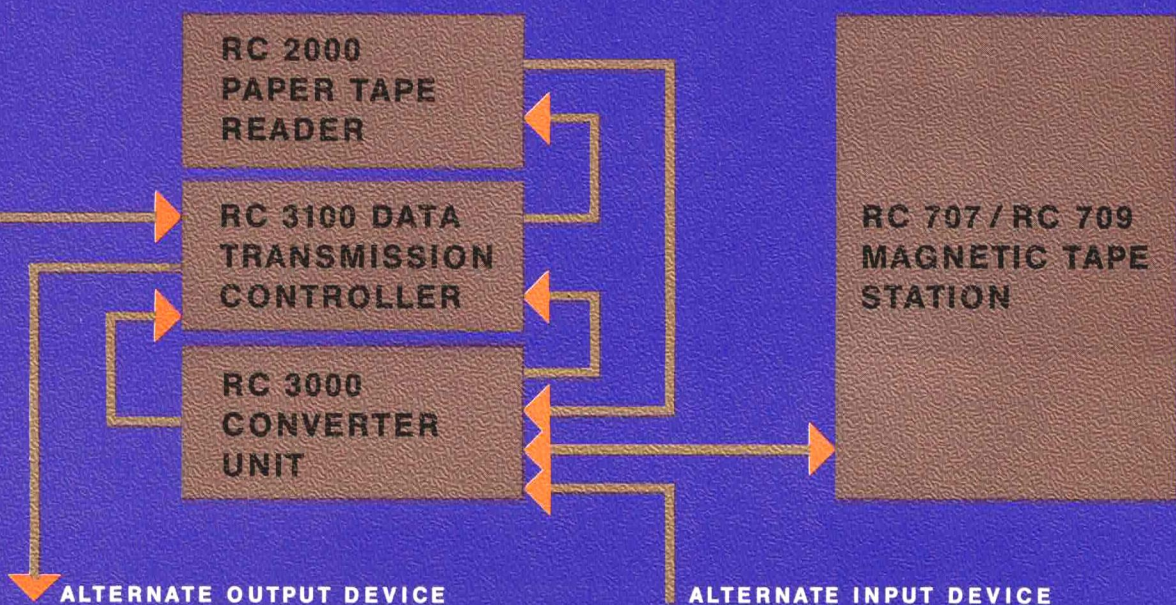 RC 2000
PAPER TAPE
READER
RC 3100 DATA
TRANSMISSION
CONTROLLER
RC 3000
CONVERTER
UNIT
RC 707 / RC 709
MAGNETIC TAPE
STATION
ALTERNATE OUTPUT DEVICE
ALTERNATE INPUT DEVICE